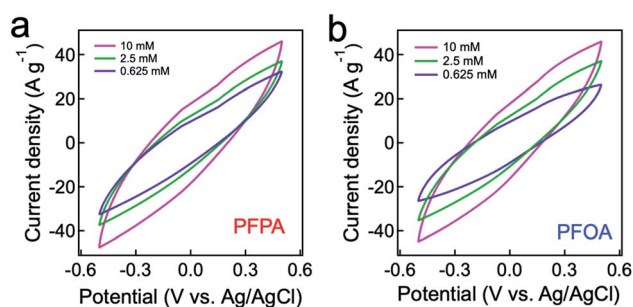 a
10 mM
2.5 mM
0.625 mM
Current density (A g⁻¹)
40
20
0
-20
-40
PFPA
-0.6 -0.3 0.0 0.3 0.6
Potential (V vs. Ag/AgCl)
b
10 mM
2.5 mM
0.625 mM
Current density (A g⁻¹)
40
20
0
-20
-40
PFOA
-0.6 -0.3 0.0 0.3 0.6
Potential (V vs. Ag/AgCl)